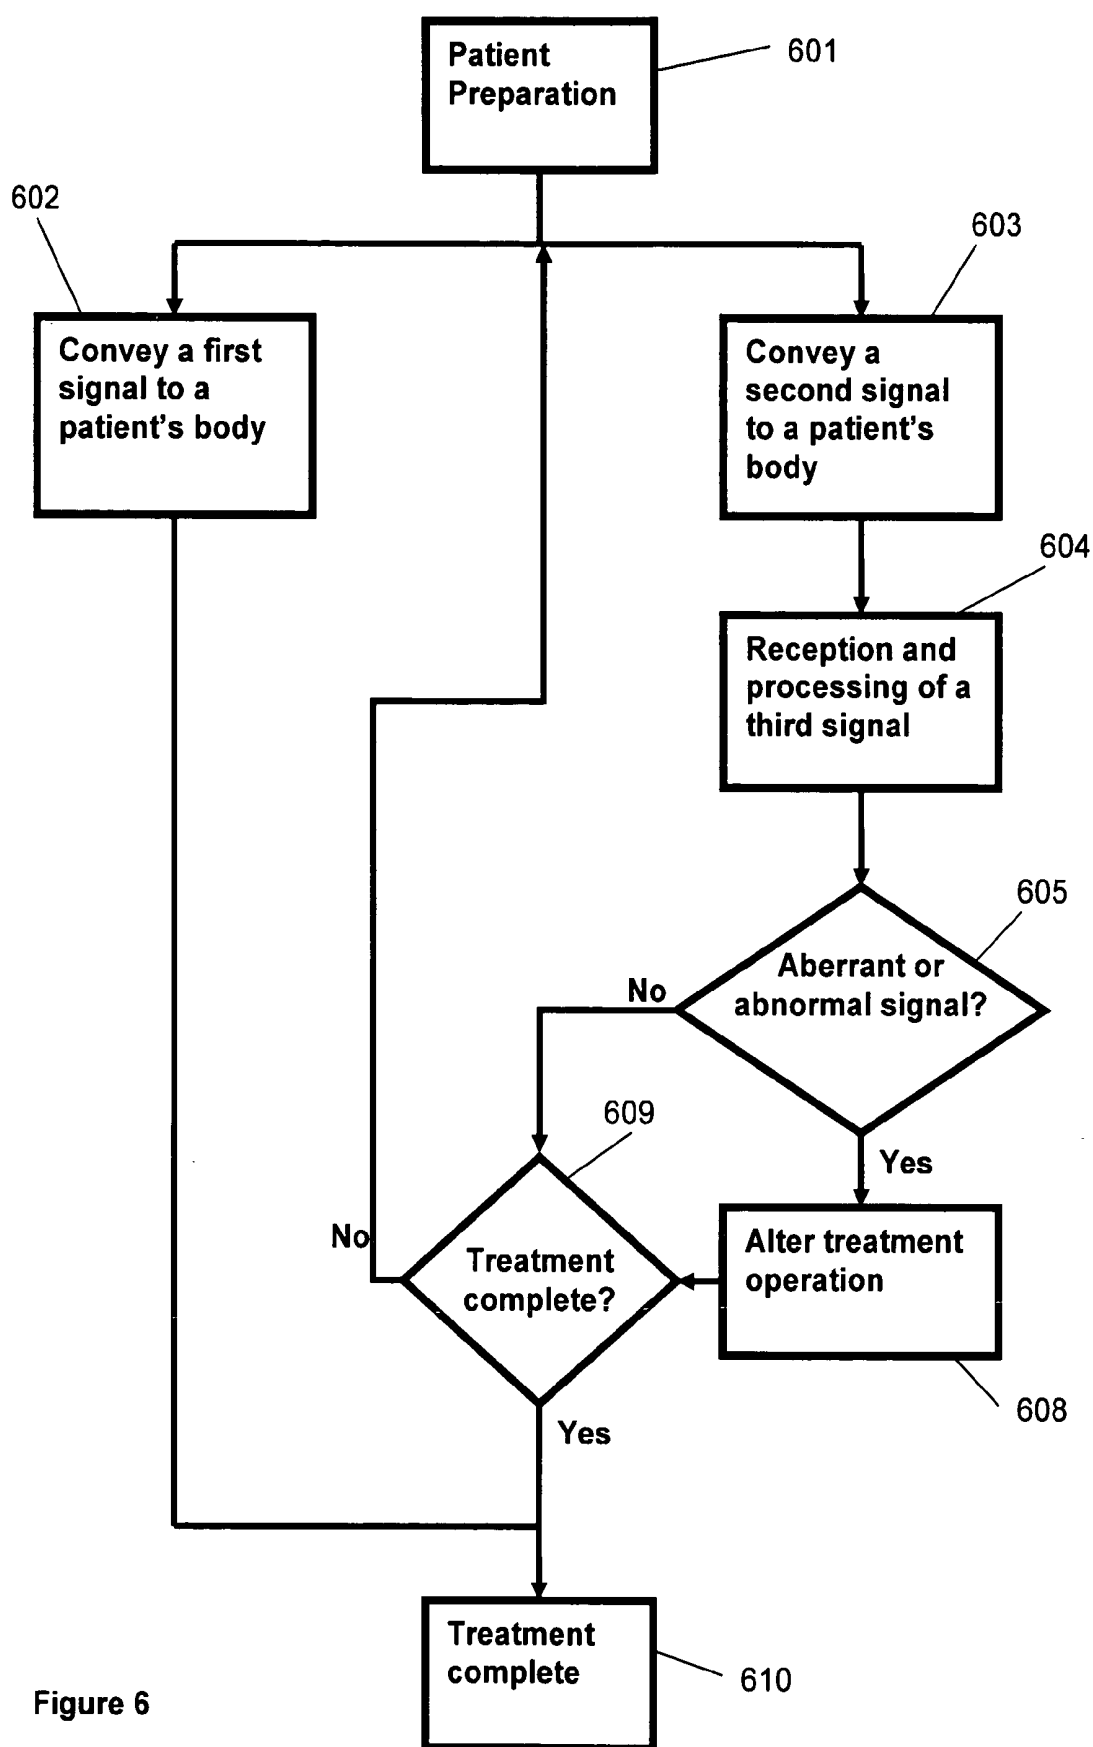 Patient
Preparation
601
602
603
Convey a first
signal to a
patient's body
Convey a
second signal
to a patient's
body
604
Reception and
processing of a
third signal
605
Aberrant or
abnormal signal?
No
609
Yes
No
Treatment
complete?
Alter treatment
operation
608
Yes
Treatment
complete
610
Figure 6